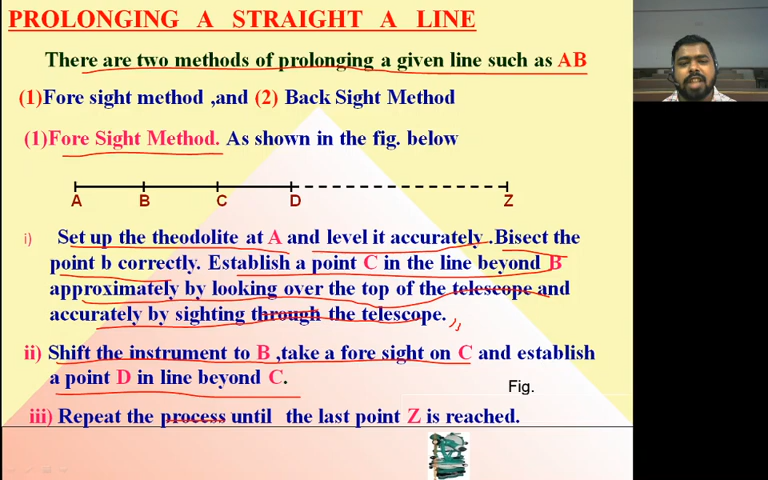 PROLONGING A STRAIGHT A LINE
There are two methods of prolonging a given line such as AB
(1)Fore sight method ,and (2) Back Sight Method
(1)Fore Sight Method. As shown in the fig. below
A B C D Z
i) Set up the theodolite at A and level it accurately .Bisect the
point b correctly. Establish a point C in the line beyond B
approximately by looking over the top of the telescope and
accurately by sighting through the telescope.
ii) Shift the instrument to B ,take a fore sight on C and establish
a point D in line beyond C.
Fig.
iii) Repeat the process until the last point Z is reached.